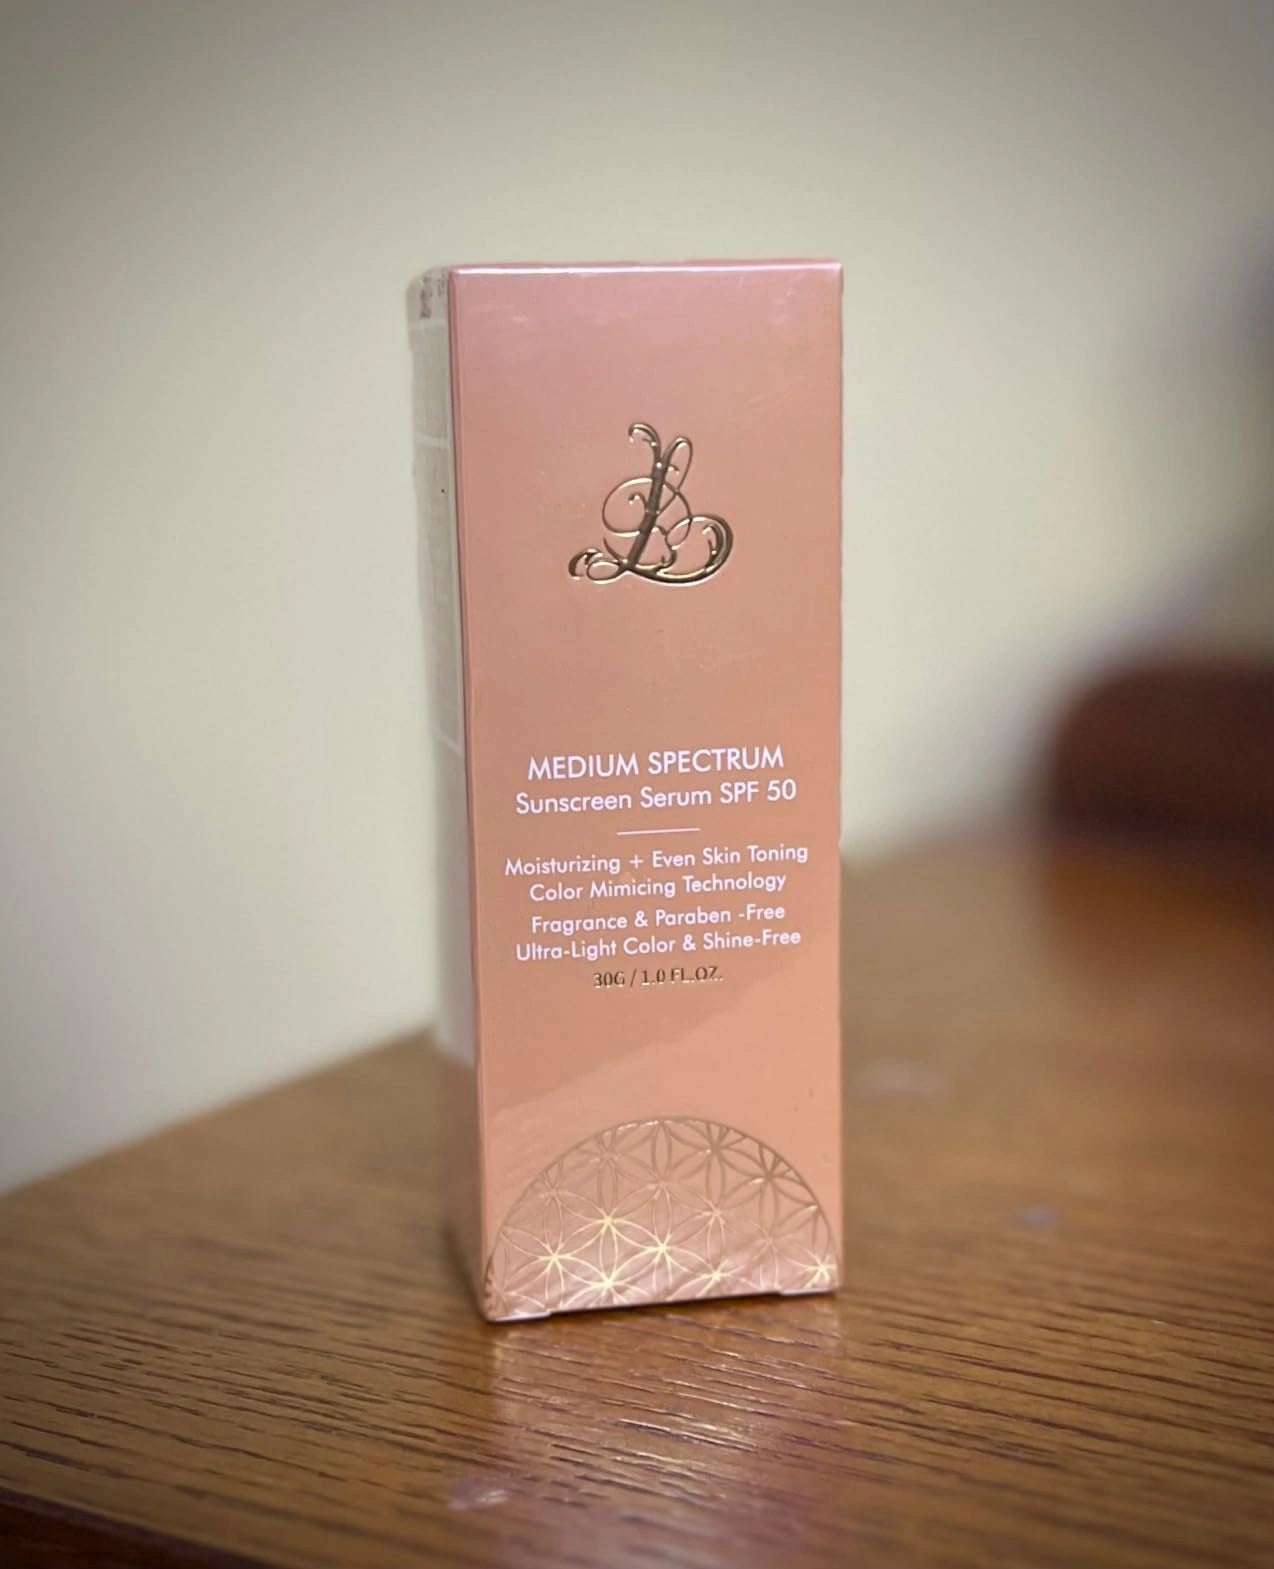 MEDIUM SPECTRUM
Sunscreen Serum SPF 50
Moisturizing + Even Skin Toning
Color Mimicing Technology
Fragrance & Paraben -Free
Ultra-Light Color & Shine-Free
30G / 1.0 FL.OZ.